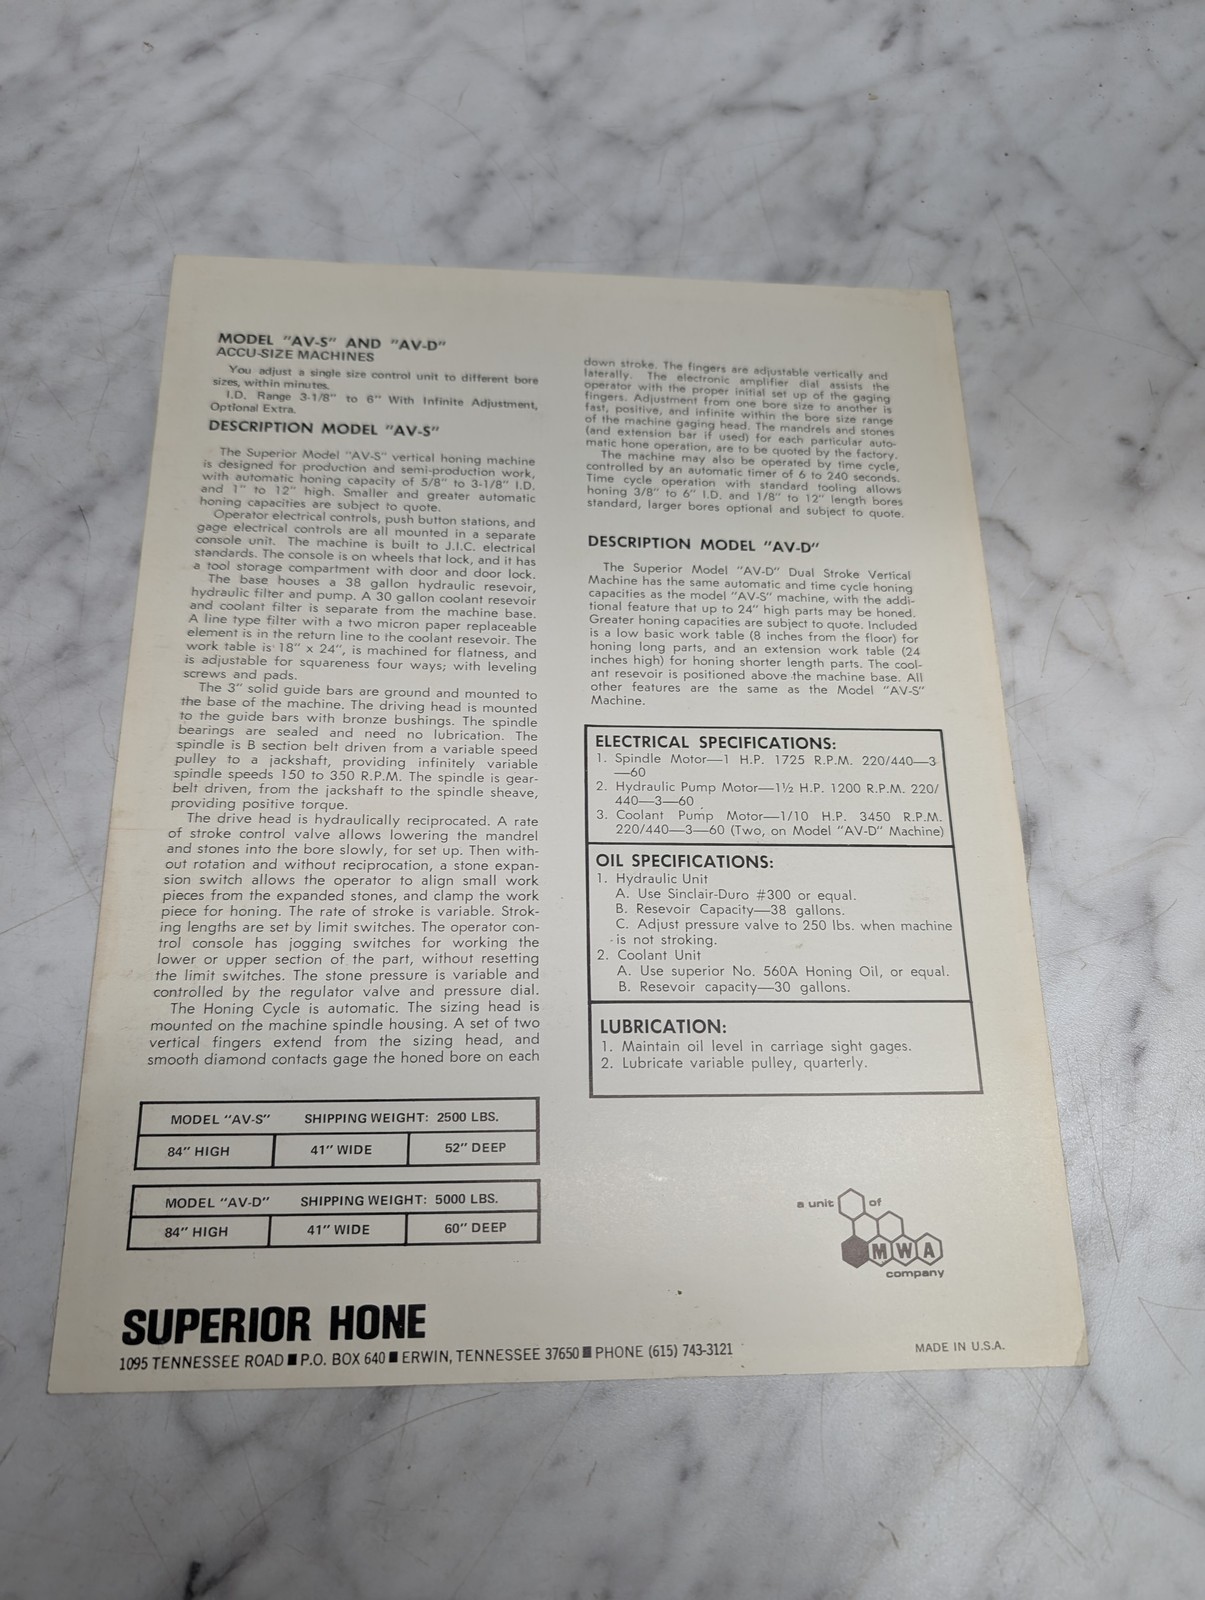 MODEL "AV-S" AND "AV-D"
ACCU-SIZE MACHINES
You adjust a single size control unit to different bore
sizes, within minutes.
I.D. Range 3-1/8" to 6" With Infinite Adjustment,
Optional Extra.
DESCRIPTION MODEL "AV-S"
The Superior Model "AV-S" vertical honing machine
is designed for production and semi-production work,
with automatic honing capacity of 5/8" to 3-1/8" I.D.
and 1" to 12" high. Smaller and greater automatic
honing capacities are subject to quote.
Operator electrical controls, push button stations, and
gage electrical controls are all mounted in a separate
console unit. The machine is built to J.I.C. electrical
standards. The console is on wheels that lock, and it has
a tool storage compartment with door and door lock.
The base houses a 38 gallon hydraulic resevoir,
hydraulic filter and pump. A 30 gallon coolant resevoir
and coolant filter is separate from the machine base.
A line type filter with a two micron paper replaceable
element is in the return line to the coolant resevoir. The
work table is 18" x 24", is machined for flatness, and
is adjustable for squareness four ways; with leveling
screws and pads.
The 3" solid guide bars are ground and mounted to
the base of the machine. The driving head is mounted
to the guide bars with bronze bushings. The spindle
bearings are sealed and need no lubrication. The
spindle is B section belt driven from a variable speed
pulley to a jackshaft, providing infinitely variable
spindle speeds 150 to 350 R.P.M. The spindle is gear-
belt driven, from the jackshaft to the spindle sheave,
providing positive torque.
The drive head is hydraulically reciprocated. A rate
of stroke control valve allows lowering the mandrel
and stones into the bore slowly, for set up. Then with-
out rotation and without reciprocation, a stone expan-
sion switch allows the operator to align small work
pieces from the expanded stones, and clamp the work
piece for honing. The rate of stroke is variable. Strok-
ing lengths are set by limit switches. The operator con-
trol console has jogging switches for working the
lower or upper section of the part, without resetting
the limit switches. The stone pressure is variable and
controlled by the regulator valve and pressure dial.
The Honing Cycle is automatic. The sizing head is
mounted on the machine spindle housing. A set of two
vertical fingers extend from the sizing head, and
smooth diamond contacts gage the honed bore on each
down stroke. The fingers are adjustable vertically and
laterally. The electronic amplifier dial assists the
operator with the proper initial set up of the gaging
fingers. Adjustment from one bore size to another is
fast, positive, and infinite within the bore size range
of the machine gaging head. The mandrels and stones
(and extension bar if used) for each particular auto-
matic hone operation, are to be quoted by the factory.
The machine may also be operated by time cycle,
controlled by an automatic timer of 6 to 240 seconds.
Time cycle operation with standard tooling allows
honing 3/8" to 6" I.D. and 1/8" to 12" length bores
standard, larger bores optional and subject to quote.
DESCRIPTION MODEL "AV-D"
The Superior Model "AV-D" Dual Stroke Vertical
Machine has the same automatic and time cycle honing
capacities as the model "AV-S" machine, with the addi-
tional feature that up to 24" high parts may be honed.
Greater honing capacities are subject to quote. Included
is a low basic work table (8 inches from the floor) for
honing long parts, and an extension work table (24
inches high) for honing shorter length parts. The cool-
ant resevoir is positioned above the machine base. All
other features are the same as the Model "AV-S"
Machine.
ELECTRICAL SPECIFICATIONS:
1. Spindle Motor—1 H.P. 1725 R.P.M. 220/440—3
—60
2. Hydraulic Pump Motor—1½ H.P. 1200 R.P.M. 220/
440—3—60
3. Coolant Pump Motor—1/10 H.P. 3450 R.P.M.
220/440—3—60 (Two, on Model "AV-D" Machine)
OIL SPECIFICATIONS:
1. Hydraulic Unit
A. Use Sinclair-Duro #300 or equal.
B. Resevoir Capacity—38 gallons.
C. Adjust pressure valve to 250 lbs. when machine
is not stroking.
2. Coolant Unit
A. Use superior No. 560A Honing Oil, or equal.
B. Resevoir capacity—30 gallons.
LUBRICATION:
1. Maintain oil level in carriage sight gages.
2. Lubricate variable pulley, quarterly.
MODEL "AV-S" SHIPPING WEIGHT: 2500 LBS.
84" HIGH 41" WIDE 52" DEEP
MODEL "AV-D" SHIPPING WEIGHT: 5000 LBS.
84" HIGH 41" WIDE 60" DEEP
a unit of
MWA
company
SUPERIOR HONE
1095 TENNESSEE ROAD ■ P.O. BOX 640 ■ ERWIN, TENNESSEE 37650 ■ PHONE (615) 743-3121
MADE IN U.S.A.